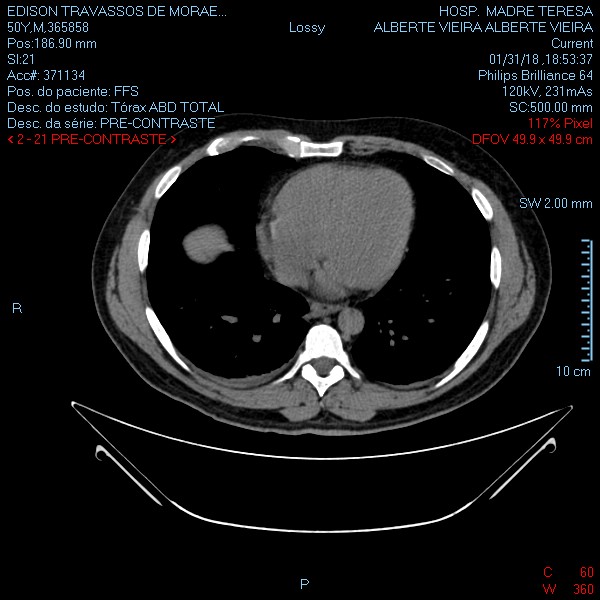 EDISON TRAVASSOS DE MORAE...
50Y,M,365858
Pos:186.90 mm
SI:21
Acc#: 371134
Pos. do paciente: FFS
Desc. do estudo: Tórax ABD TOTAL
Desc. da série: PRE-CONTRASTE
< 2 - 21 PRE-CONTRASTE >
Lossy
HOSP. MADRE TERESA
ALBERTE VIEIRA ALBERTE VIEIRA
Current
01/31/18 ,18:53:37
Philips Brilliance 64
120kV, 231mAs
SC:500.00 mm
117% Pixel
DFOV 49.9 x 49.9 cm
SW 2.00 mm
R
10 cm
P
C 60
W 360